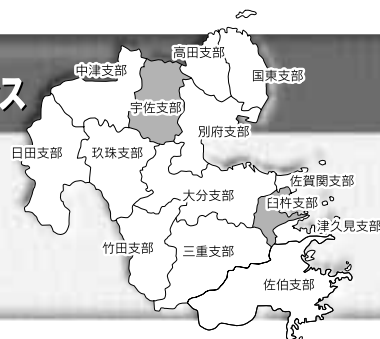 高田支部
中津支部
国東支部
ス
宇佐支部
別府支部
日田支部
玖珠支部
佐賀関支部
大分支部
臼杵支部
津久見支部
竹田支部
三重支部
佐伯支部